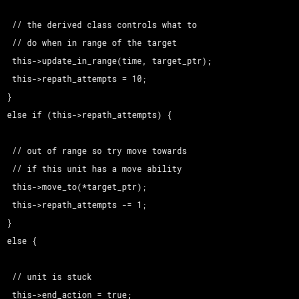 // the derived class controls what to
// do when in range of the target
this->update_in_range(time, target_ptr);
this->repath_attempts = 10;
}
else if (this->repath_attempts) {
// out of range so try move towards
// if this unit has a move ability
this->move_to(*target_ptr);
this->repath_attempts -= 1;
}
else {
// unit is stuck
this->end_action = true;